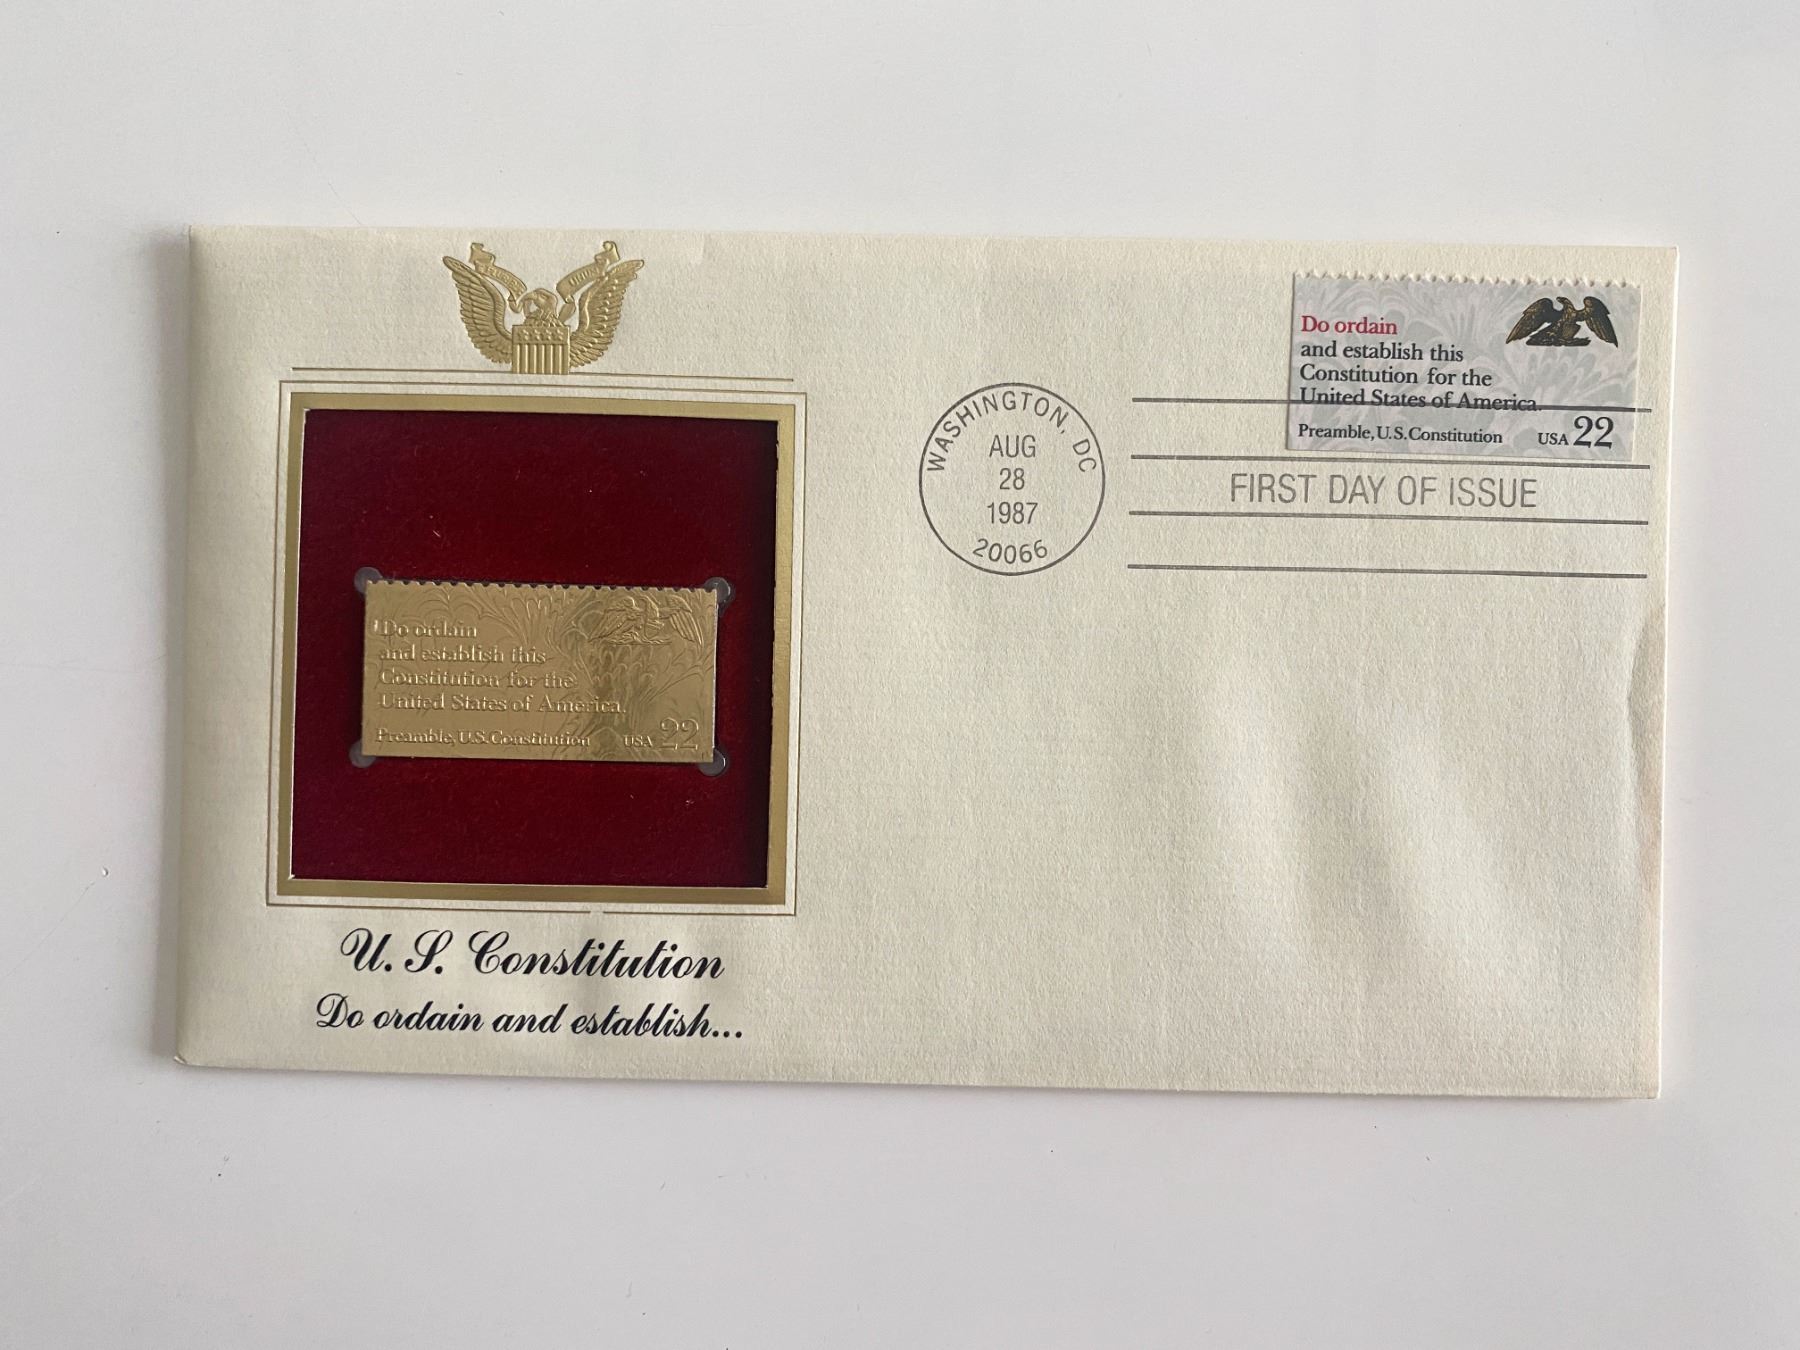 PLURIBUS UNUM
Do ordain
and establish this
Constitution for the
United States of America.
Preamble, U.S. Constitution USA 22
WASHINGTON, DC
AUG
28
1987
20066
FIRST DAY OF ISSUE
Do ordain
and establish this
Constitution for the
United States of America.
Preamble, U.S. Constitution USA 22
U. S. Constitution
Do ordain and establish...